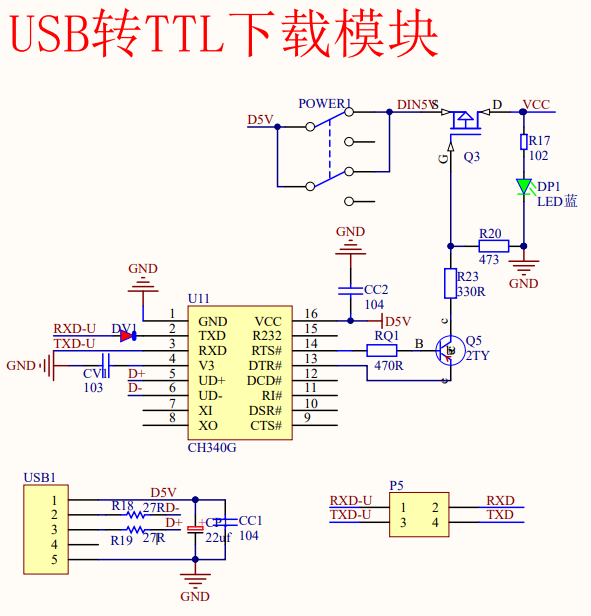 USB转TTL下载模块
POWER1
D5V
DIN5V
S
D
VCC
G
Q3
R17
102
DP1
LED蓝
R20
473
GND
R23
330R
GND
CC2
104
D5V
GND
U11
1 GND VCC 16
2 TXD R232 15
3 RXD RTS# 14
4 V3 DTR# 13
5 UD+ DCD# 12
6 UD- RI# 11
7 XI DSR# 10
8 XO CTS# 9
CH340G
RXD-U
DV1
TXD-U
GND
CV1
103
D+
D-
RQ1
470R
B
c
Q5
2TY
e
USB1
1
2
3
4
5
D5V
R18
27R
D-
D+
R19
27R
CP1
22uf
CC1
104
GND
P5
RXD-U 1 2 RXD
TXD-U 3 4 TXD